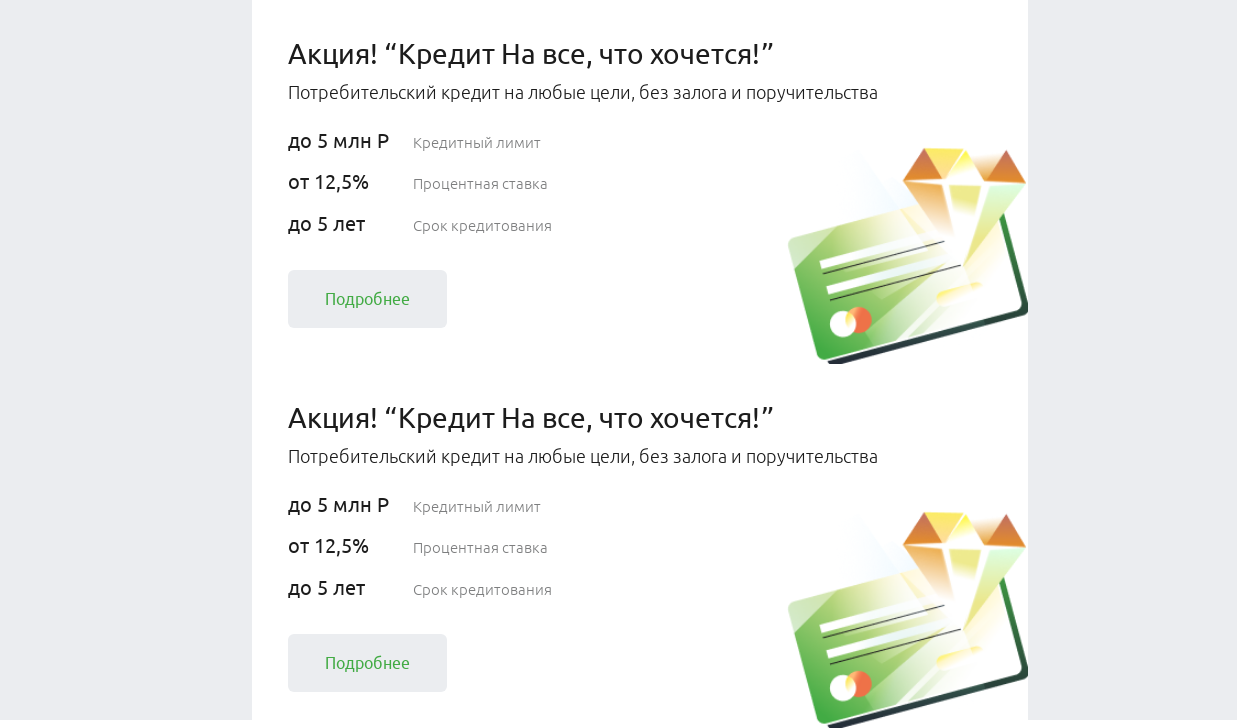 Акция! “Кредит На все, что хочется!”
Потребительский кредит на любые цели, без залога и поручительства
до 5 млн Р Кредитный лимит
от 12,5% Процентная ставка
до 5 лет Срок кредитования
Подробнее
Акция! “Кредит На все, что хочется!”
Потребительский кредит на любые цели, без залога и поручительства
до 5 млн Р Кредитный лимит
от 12,5% Процентная ставка
до 5 лет Срок кредитования
Подробнее